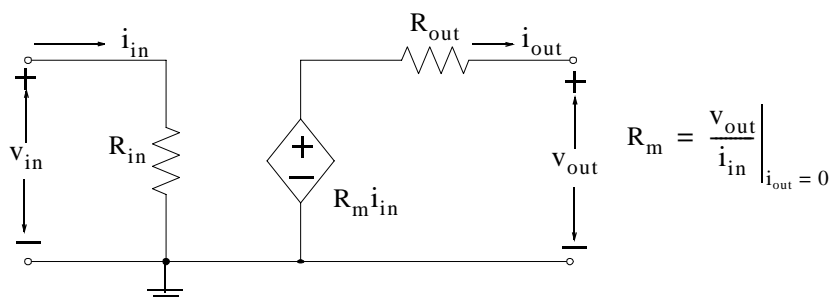 i_in
R_out
i_out
+
+
v_in
R_in
+
−
R_m i_in
v_out
R_m = v_out / i_in | i_out = 0
−
−